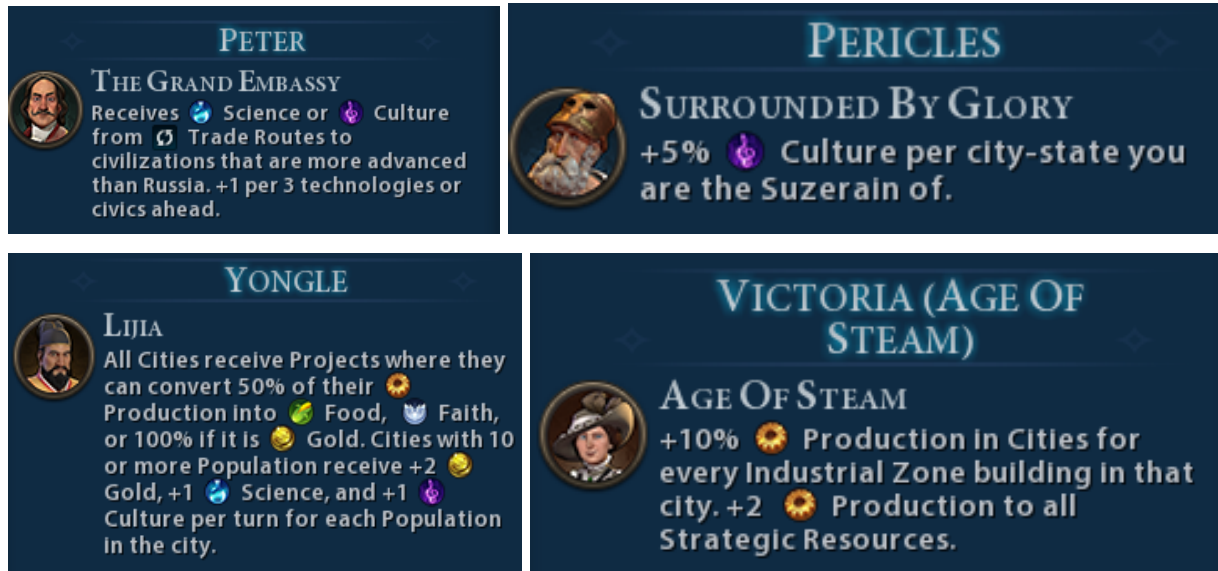 PETER
THE GRAND EMBASSY
Receives Science or Culture
from Trade Routes to
civilizations that are more advanced
than Russia. +1 per 3 technologies or
civics ahead.
PERICLES
SURROUNDED BY GLORY
+5% Culture per city-state you
are the Suzerain of.
YONGLE
LIJIA
All Cities receive Projects where they
can convert 50% of their
Production into Food, Faith,
or 100% if it is Gold. Cities with 10
or more Population receive +2
Gold, +1 Science, and +1
Culture per turn for each Population
in the city.
VICTORIA (AGE OF
STEAM)
AGE OF STEAM
+10% Production in Cities for
every Industrial Zone building in that
city. +2 Production to all
Strategic Resources.